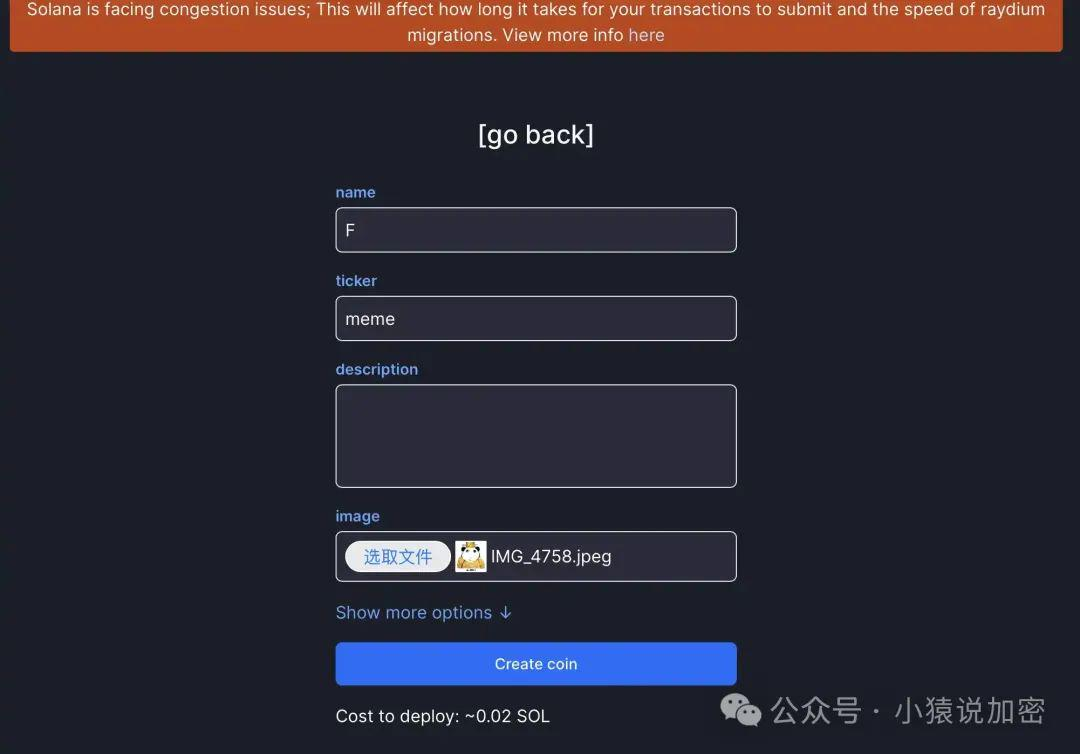 Solana is facing congestion issues; This will affect how long it takes for your transactions to submit and the speed of raydium
migrations. View more info here
[go back]
name
F
ticker
meme
description
image
选取文件 IMG_4758.jpeg
Show more options ↓
Create coin
Cost to deploy: ~0.02 SOL
公众号 · 小猿说加密